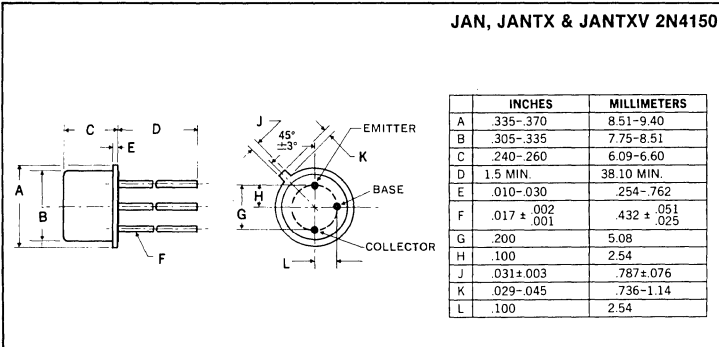 JAN, JANTX & JANTXV 2N4150
INCHES MILLIMETERS
A .335-.370 8.51-9.40
B .305-.335 7.75-8.51
C .240-.260 6.09-6.60
D 1.5 MIN. 38.10 MIN.
E .010-.030 .254-.762
F .017 ± .002 .001 .432 ± .051 .025
G .200 5.08
H .100 2.54
J .031±.003 .787±.076
K .029-.045 .736-1.14
L .100 2.54
C D
E
A
B
F
J
45°
±3°
EMITTER
K
BASE
H
G
COLLECTOR
L